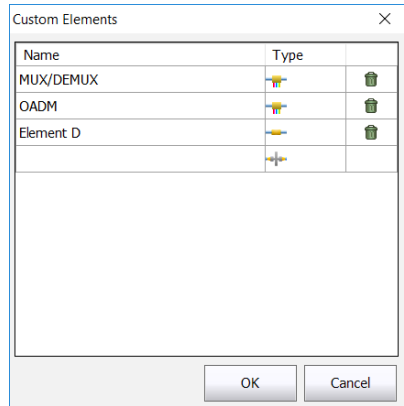 Custom Elements
Name Type
MUX/DEMUX
OADM
Element D
OK Cancel